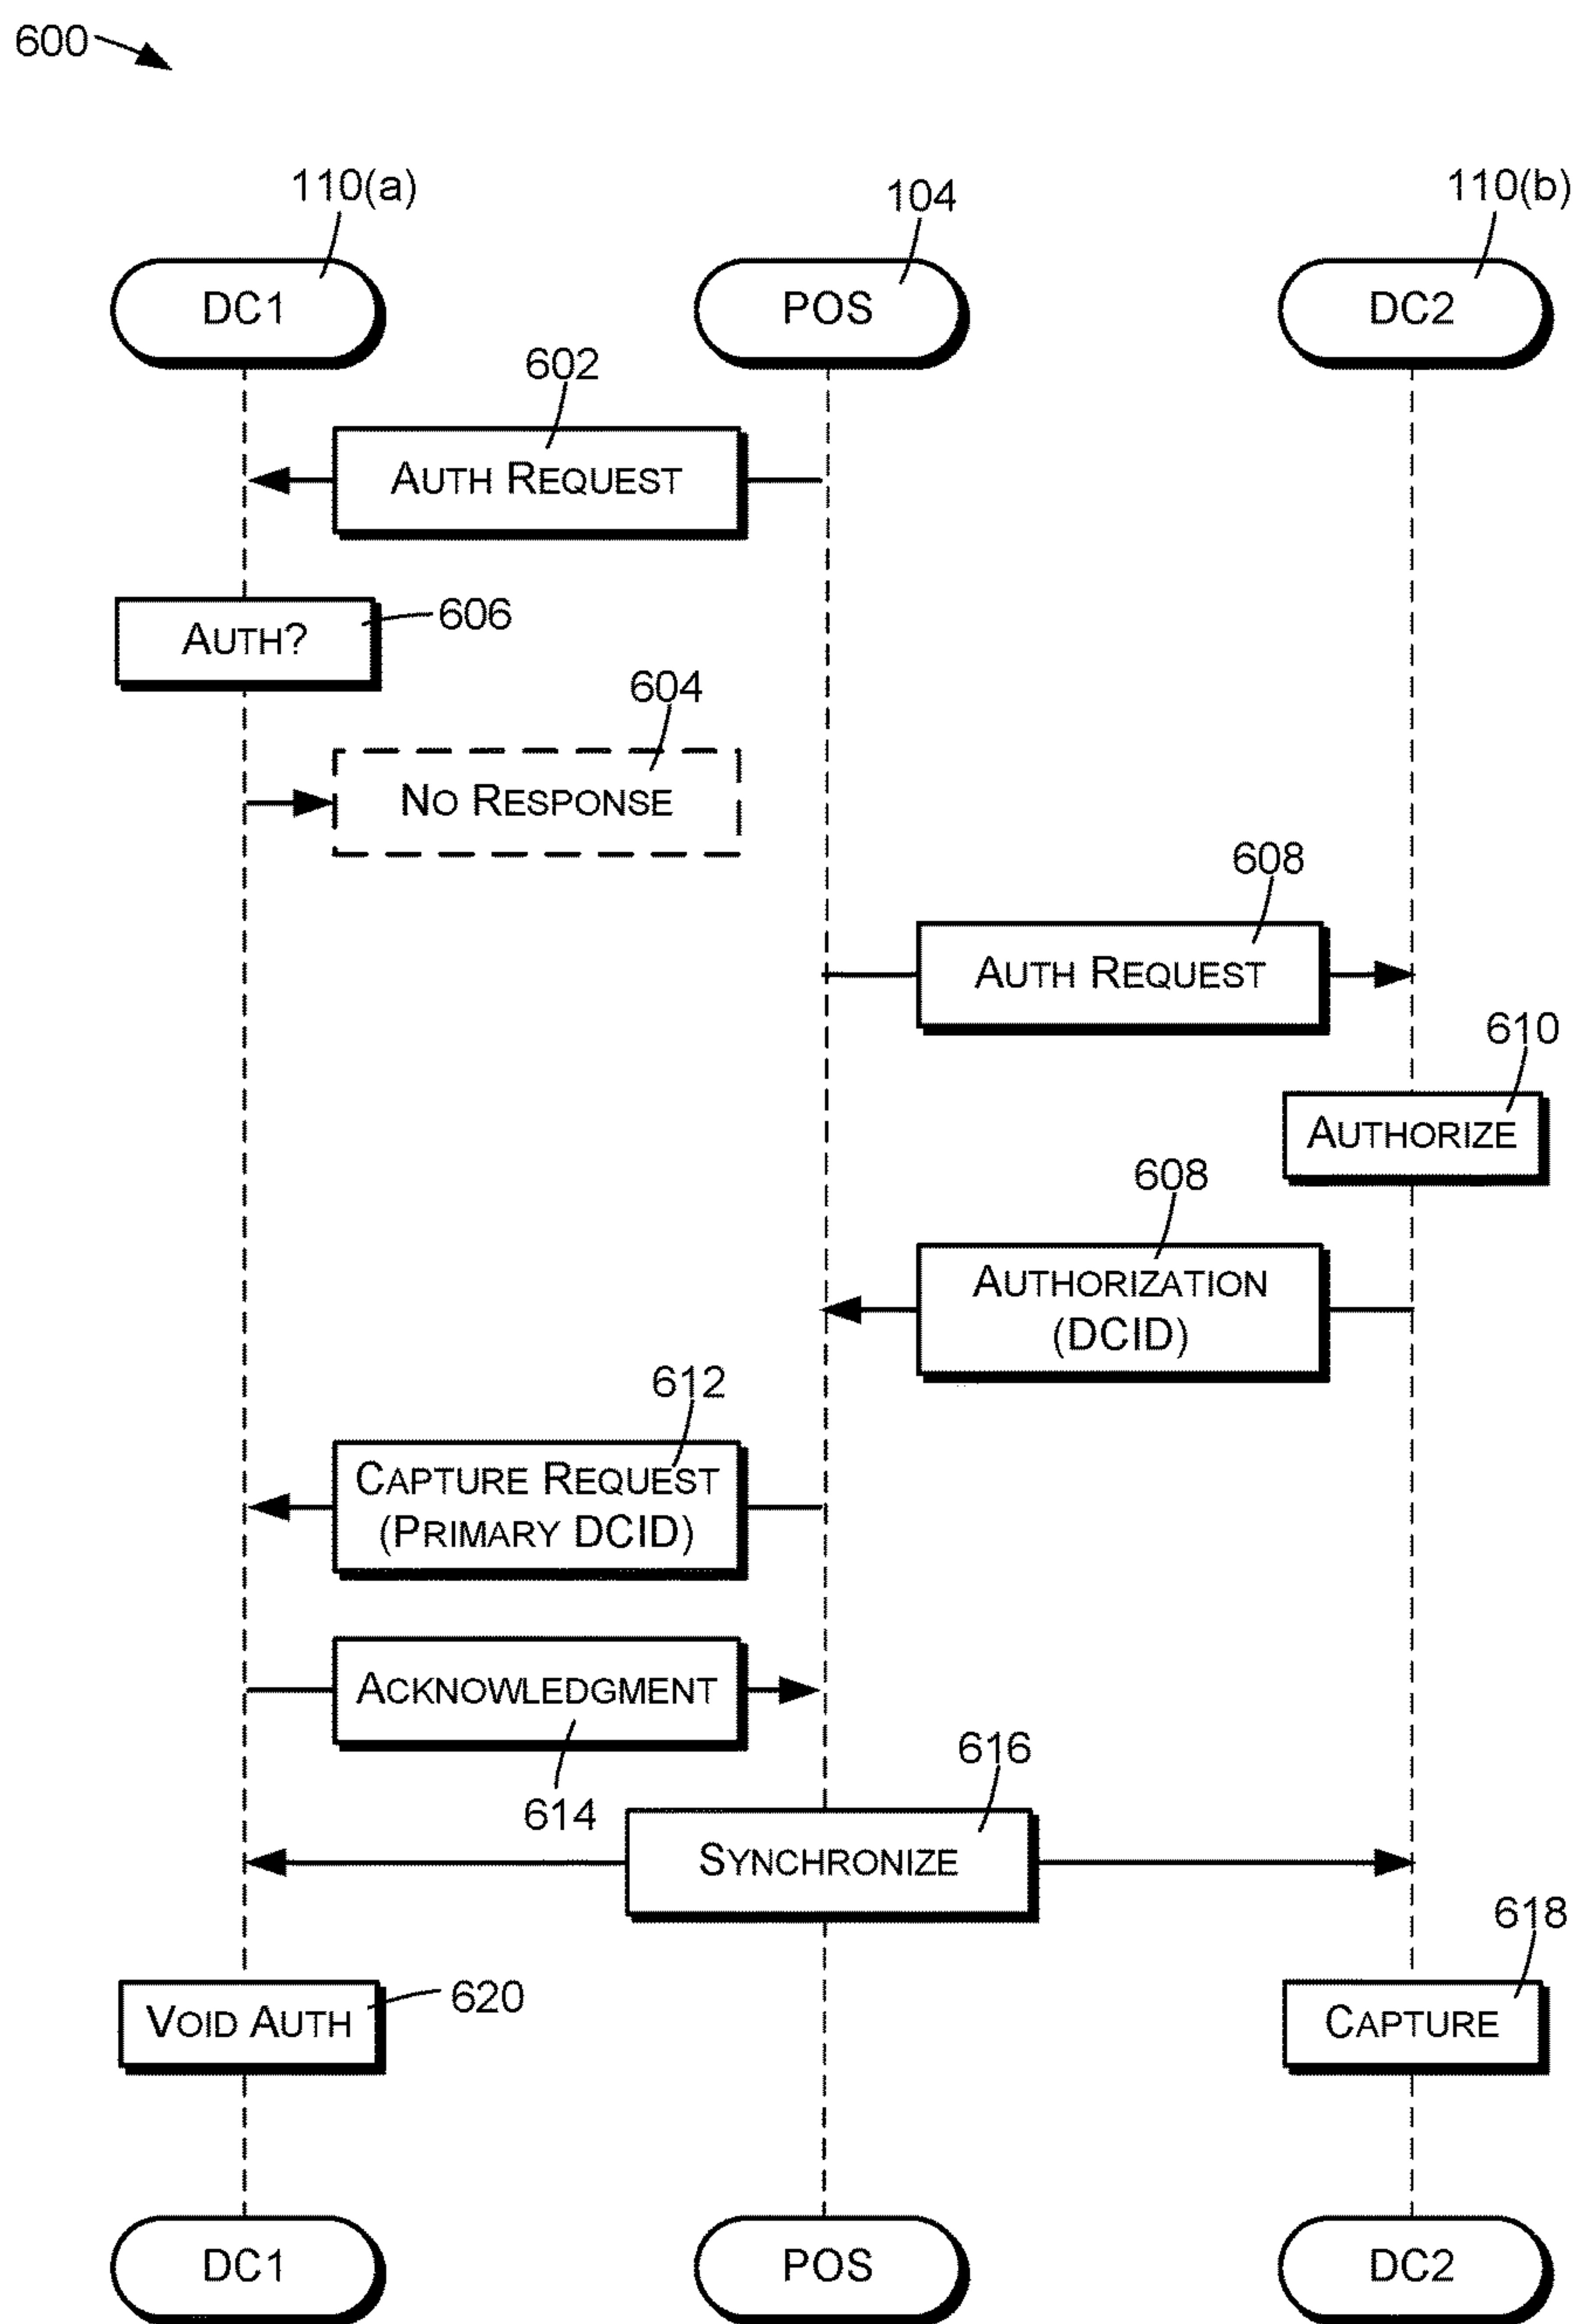 600
110(a)
104
110(b)
DC1
POS
DC2
602
AUTH REQUEST
606
AUTH?
604
NO RESPONSE
608
AUTH REQUEST
610
AUTHORIZE
608
AUTHORIZATION
(DCID)
612
CAPTURE REQUEST
(PRIMARY DCID)
ACKNOWLEDGMENT
614
616
SYNCHRONIZE
618
620
VOID AUTH
CAPTURE
DC1
POS
DC2